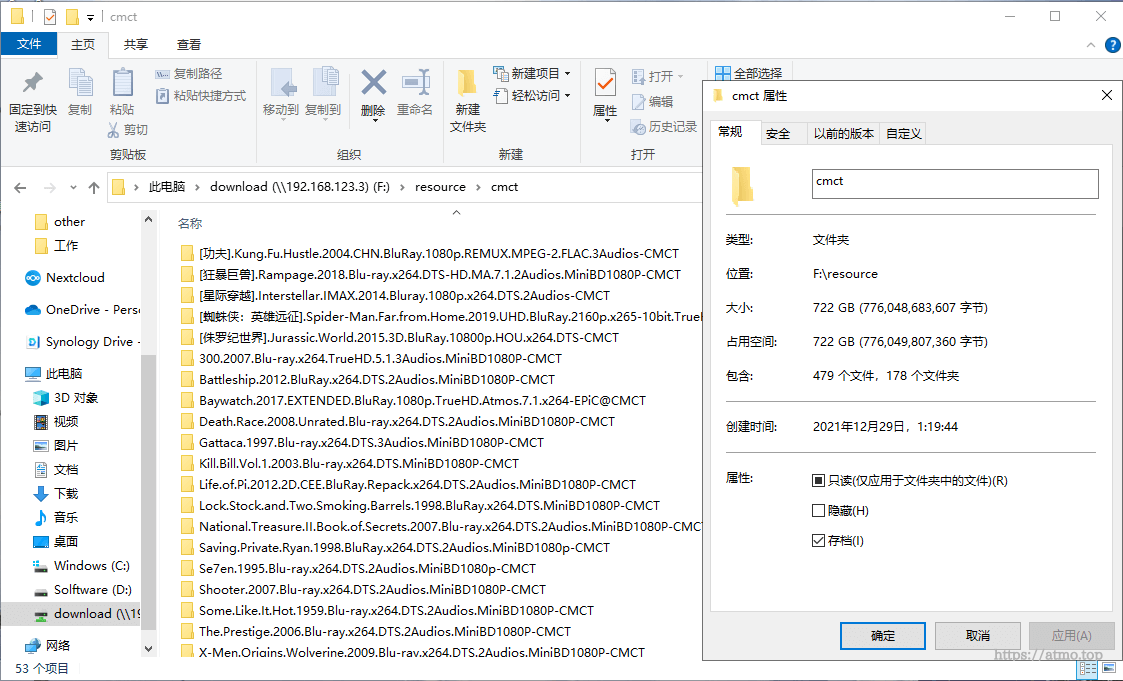 cmct
文件 主页 共享 查看
固定到快速访问
复制
粘贴
复制路径
粘贴快捷方式
剪切
剪贴板
移动到 复制到 删除 重命名
组织
新建文件夹
新建项目
轻松访问
新建
属性
打开
编辑
历史记录
打开
全部选择
此电脑 › download (\\192.168.123.3) (F:) › resource › cmct
other
工作
Nextcloud
OneDrive - Perso
Synology Drive -
此电脑
3D 对象
视频
图片
文档
下载
音乐
桌面
Windows (C:)
Solftware (D:)
download (\\19
网络
53 个项目
名称
[功夫].Kung.Fu.Hustle.2004.CHN.BluRay.1080p.REMUX.MPEG-2.FLAC.3Audios-CMCT
[狂暴巨兽].Rampage.2018.Blu-ray.x264.DTS-HD.MA.7.1.2Audios.MiniBD1080P-CMCT
[星际穿越].Interstellar.IMAX.2014.Bluray.1080p.x264.DTS.2Audios-CMCT
[蜘蛛侠：英雄远征].Spider-Man.Far.from.Home.2019.UHD.BluRay.2160p.x265-10bit.TrueH
[侏罗纪世界].Jurassic.World.2015.3D.BluRay.10800p.HOU.x264.DTS-CMCT
300.2007.Blu-ray.x264.TrueHD.5.1.3Audios.MiniBD1080P-CMCT
Battleship.2012.BluRay.x264.DTS.2Audios.MiniBD1080P-CMCT
Baywatch.2017.EXTENDED.BluRay.1080p.TrueHD.Atmos.7.1.x264-EPiC@CMCT
Death.Race.2008.Unrated.Blu-ray.x264.DTS.2Audios.MiniBD1080P-CMCT
Gattaca.1997.Blu-ray.x264.DTS.3Audios.MiniBD1080P-CMCT
Kill.Bill.Vol.1.2003.Blu-ray.x264.DTS.MiniBD1080P-CMCT
Life.of.Pi.2012.2D.CEE.BluRay.Repack.x264.DTS.2Audios.MiniBD1080P-CMCT
Lock.Stock.and.Two.Smoking.Barrels.1998.BluRay.x264.DTS.MiniBD1080P-CMCT
National.Treasure.II.Book.of.Secrets.2007.Blu-ray.x264.DTS.2Audios.MiniBD1080P-CMCT
Saving.Private.Ryan.1998.BluRay.x264.DTS.2Audios.MiniBD1080p-CMCT
Se7en.1995.Blu-ray.x264.DTS.2Audios.MiniBD1080p-CMCT
Shooter.2007.Blu-ray.x264.DTS.2Audios.MiniBD1080P-CMCT
Some.Like.It.Hot.1959.Blu-ray.x264.DTS.2Audios.MiniBD1080P-CMCT
The.Prestige.2006.Blu-ray.x264.DTS.2Audios.MiniBD1080P-CMCT
X-Men.Origins.Wolverine.2009.Blu-ray.x264.DTS.2Audios.MiniBD1080P-CMCT
cmct 属性
常规 安全 以前的版本 自定义
cmct
类型: 文件夹
位置: F:\resource
大小: 722 GB (776,048,683,607 字节)
占用空间: 722 GB (776,049,807,360 字节)
包含: 479 个文件，178 个文件夹
创建时间: 2021年12月29日，1:19:44
属性: 只读(仅应用于文件夹中的文件)(R)
隐藏(H)
存档(I)
确定 取消 应用(A)
https://atmo.top